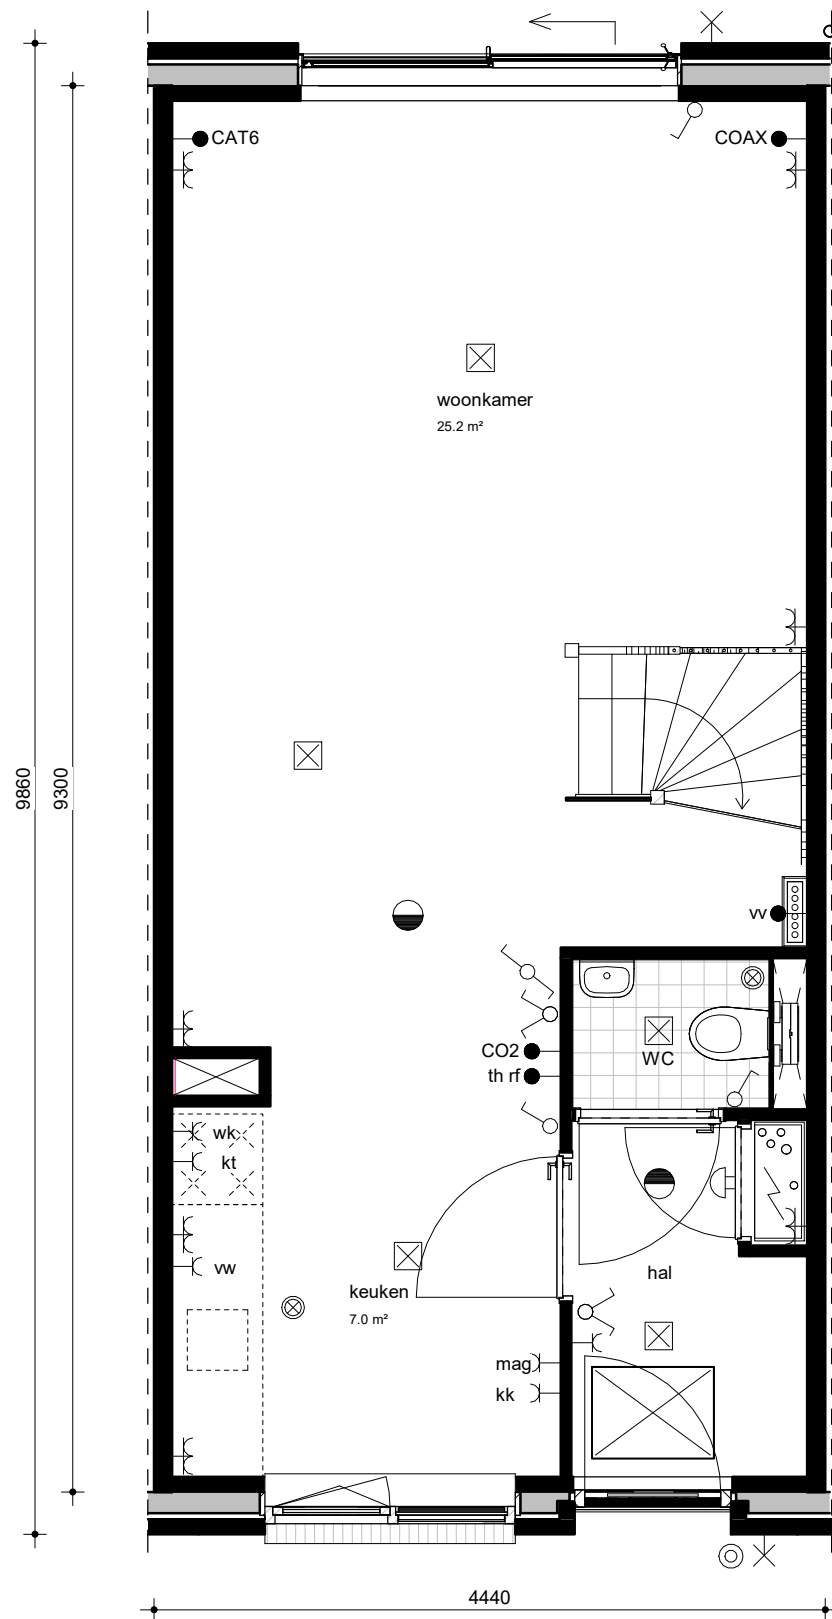 CAT6
COAX
woonkamer
25.2 m²
9860
9300
vv
CO2
WC
th rf
wk
kt
vw
hal
keuken
7.0 m²
mag
kk
4440